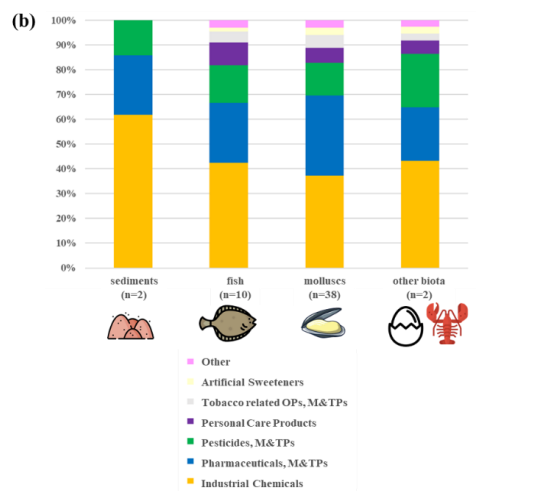 (b)
100%
90%
80%
70%
60%
50%
40%
30%
20%
10%
0%
sediments fish molluscs other biota
(n=2) (n=10) (n=38) (n=2)
Other
Artificial Sweeteners
Tobacco related OPs, M&TPs
Personal Care Products
Pesticides, M&TPs
Pharmaceuticals, M&TPs
Industrial Chemicals